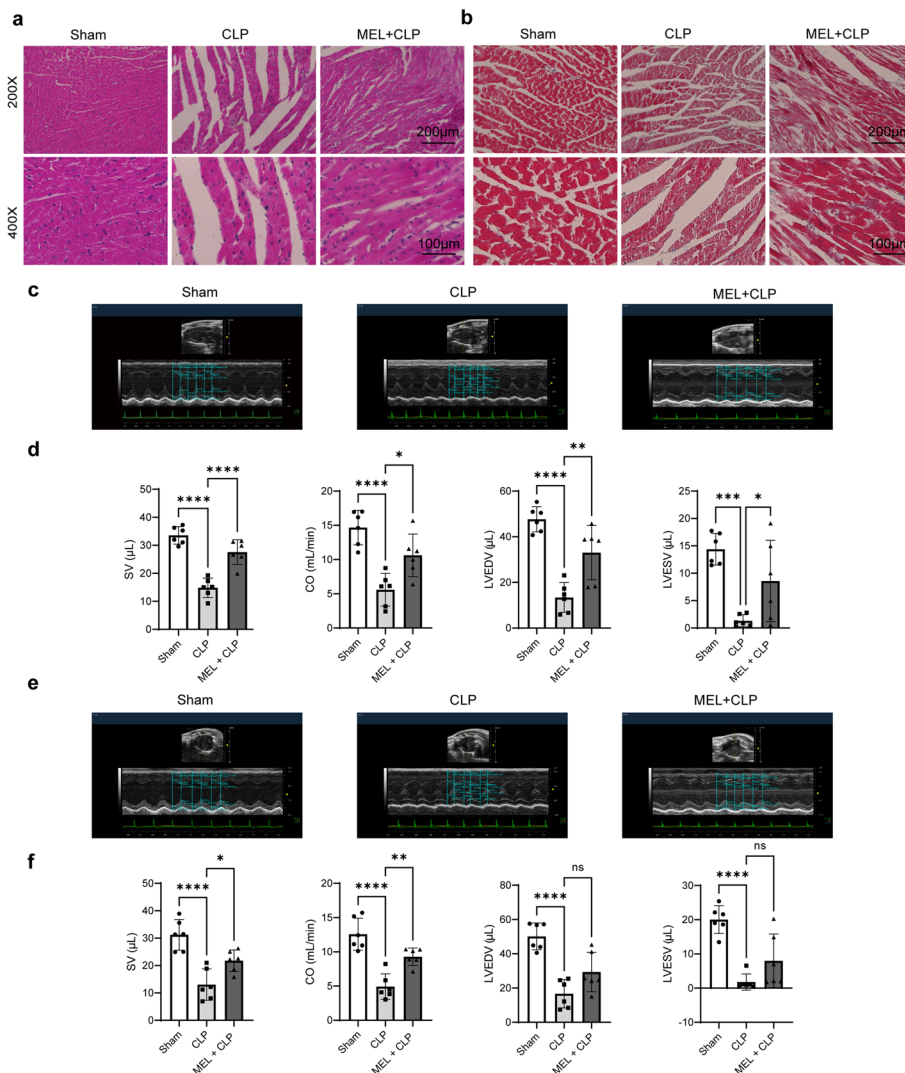 a
b
Sham CLP MEL+CLP
Sham CLP MEL+CLP
200X
200μm
200μm
400X
100μm
100μm
c
Sham CLP MEL+CLP
d
SV (μL)
40
30
20
10
0
****
****
Sham
CLP
MEL + CLP
CO (mL/min)
20
15
10
5
0
****
*
Sham
CLP
MEL + CLP
LVEDV (μL)
60
40
20
0
****
**
Sham
CLP
MEL + CLP
LVESV (μL)
25
20
15
10
5
0
***
*
Sham
CLP
MEL + CLP
e
Sham CLP MEL+CLP
f
SV (μL)
50
40
30
20
10
0
****
*
Sham
CLP
MEL + CLP
CO (mL/min)
20
15
10
5
0
****
**
Sham
CLP
MEL + CLP
LVEDV (μL)
80
60
40
20
0
****
ns
Sham
CLP
MEL + CLP
LVESV (μL)
30
20
10
0
-10
****
ns
Sham
CLP
MEL + CLP